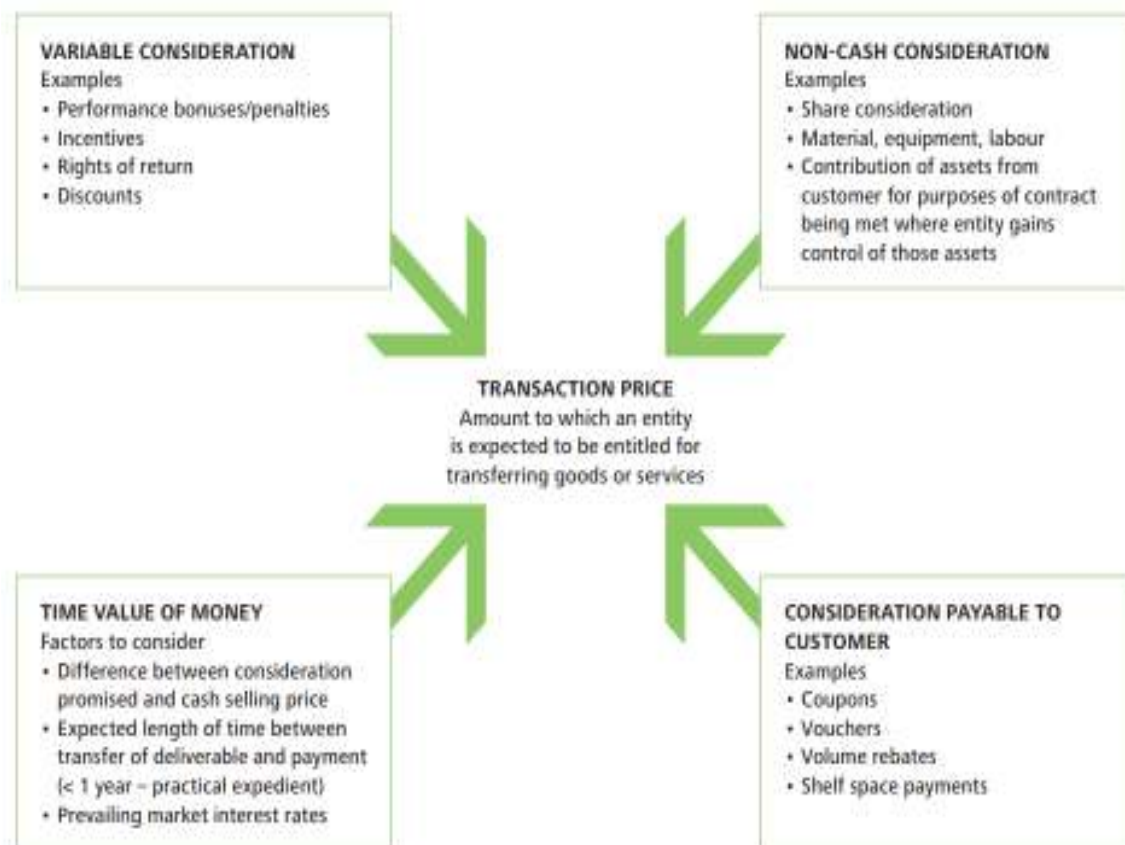 VARIABLE CONSIDERATION
Examples
• Performance bonuses/penalties
• Incentives
• Rights of return
• Discounts
NON-CASH CONSIDERATION
Examples
• Share consideration
• Material, equipment, labour
• Contribution of assets from
customer for purposes of contract
being met where entity gains
control of those assets
TRANSACTION PRICE
Amount to which an entity
is expected to be entitled for
transferring goods or services
TIME VALUE OF MONEY
Factors to consider
• Difference between consideration
promised and cash selling price
• Expected length of time between
transfer of deliverable and payment
(< 1 year – practical expedient)
• Prevailing market interest rates
CONSIDERATION PAYABLE TO
CUSTOMER
Examples
• Coupons
• Vouchers
• Volume rebates
• Shelf space payments